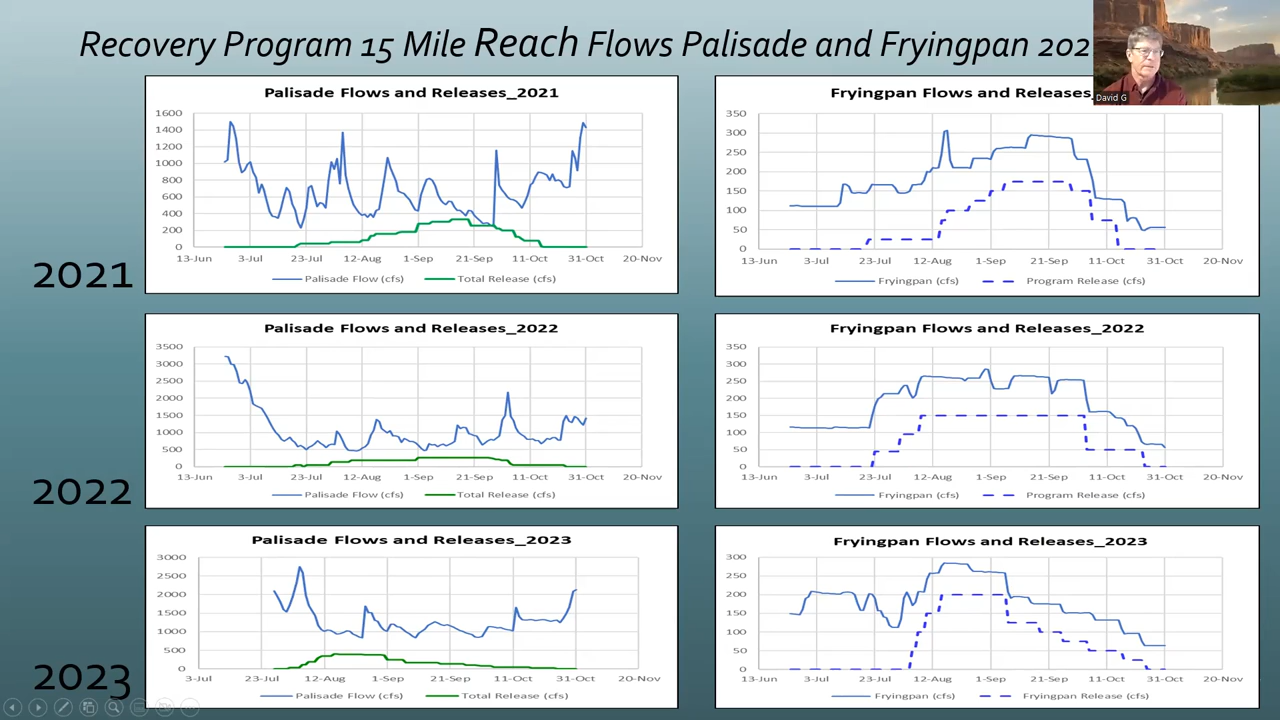 Recovery Program 15 Mile Reach Flows Palisade and Fryingpan 202
David G
2021
Palisade Flows and Releases_2021
1600
1400
1200
1000
800
600
400
200
0
13-Jun 3-Jul 23-Jul 12-Aug 1-Sep 21-Sep 11-Oct 31-Oct 20-Nov
Palisade Flow (cfs) Total Release (cfs)
Fryingpan Flows and Releases_
350
300
250
200
150
100
50
0
13-Jun 3-Jul 23-Jul 12-Aug 1-Sep 21-Sep 11-Oct 31-Oct 20-Nov
Fryingpan (cfs) Program Release (cfs)
2022
Palisade Flows and Releases_2022
3500
3000
2500
2000
1500
1000
500
0
13-Jun 3-Jul 23-Jul 12-Aug 1-Sep 21-Sep 11-Oct 31-Oct 20-Nov
Palisade Flow (cfs) Total Release (cfs)
Fryingpan Flows and Releases_2022
350
300
250
200
150
100
50
0
13-Jun 3-Jul 23-Jul 12-Aug 1-Sep 21-Sep 11-Oct 31-Oct 20-Nov
Fryingpan (cfs) Program Release (cfs)
2023
Palisade Flows and Releases_2023
3000
2500
2000
1500
1000
500
0
3-Jul 23-Jul 12-Aug 1-Sep 21-Sep 11-Oct 31-Oct 20-Nov
Palisade Flow (cfs) Total Release (cfs)
Fryingpan Flows and Releases_2023
300
250
200
150
100
50
0
13-Jun 3-Jul 23-Jul 12-Aug 1-Sep 21-Sep 11-Oct 31-Oct 20-Nov
Fryingpan (cfs) Fryingpan Release (cfs)